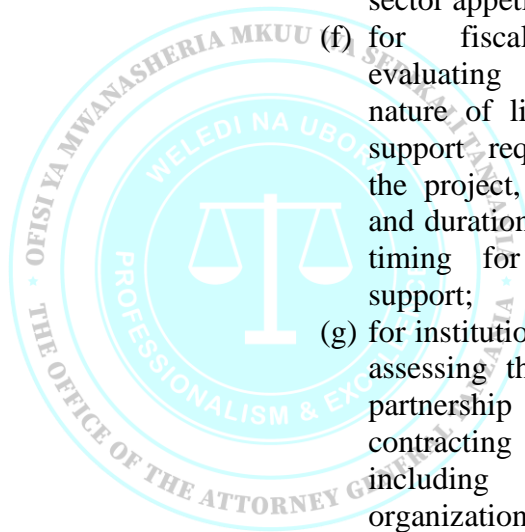 sector appeti
(f) for fiscal
evaluating
nature of li
support req
the project,
and duration
timing for
support;
(g) for institutio
assessing th
partnership
contracting
including
organization
OFISI YA MWANASHERIA MKUU WA SERIKALI TANZANIA
WELEDI NA UBORA
PROFESSIONALISM & EXCELLENCE
THE OFFICE OF THE ATTORNEY GENERAL TANZANIA